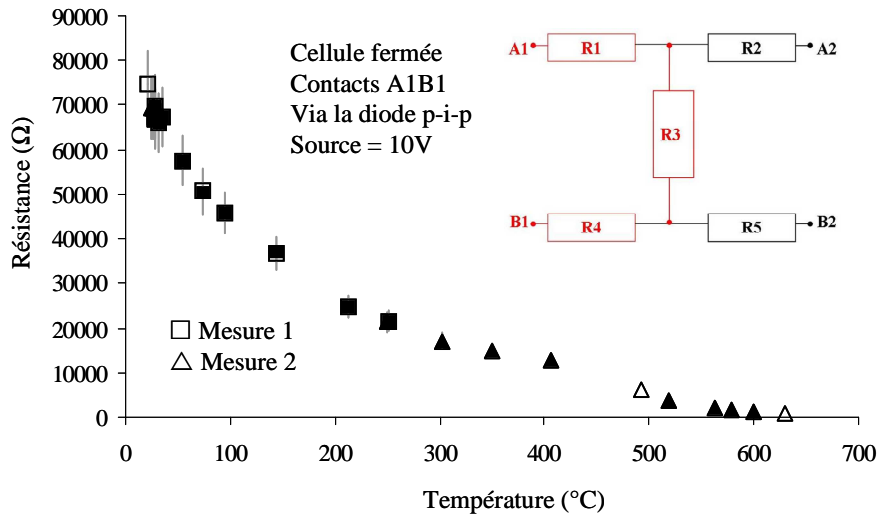 90000
80000
70000
60000
50000
40000
30000
20000
10000
0
Résistance (Ω)
Cellule fermée
Contacts A1B1
Via la diode p-i-p
Source = 10V
A1 R1 R2 A2
R3
B1 R4 R5 B2
Mesure 1
Mesure 2
0 100 200 300 400 500 600 700
Température (°C)